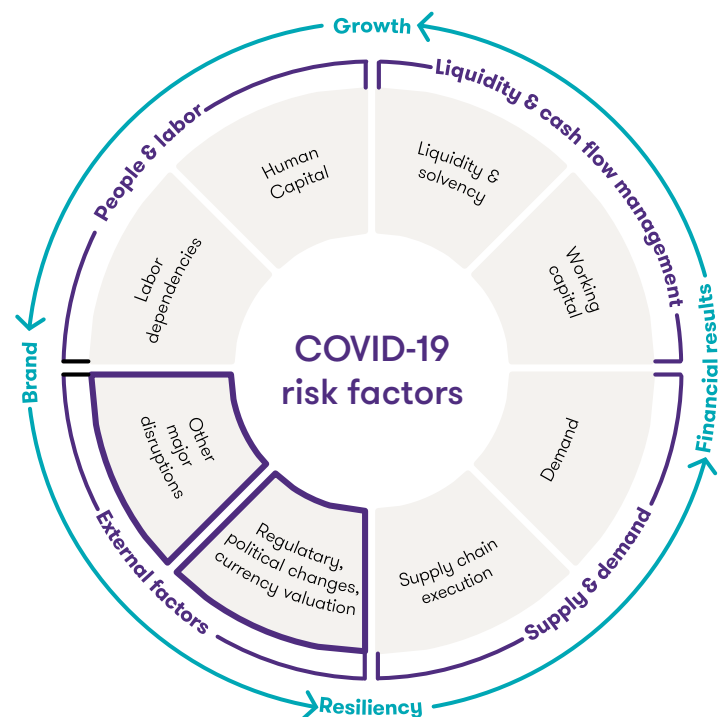 Growth
Liquidity & cash flow management
People & labor
Human
Capital
Liquidity &
solvency
Labor
dependencies
Working
capital
COVID-19
risk factors
Brand
Financial results
Other
major
disruptions
Demand
Regulatary,
political changes,
currency valuation
Supply chain
execution
External factors
Supply & demand
Resiliency